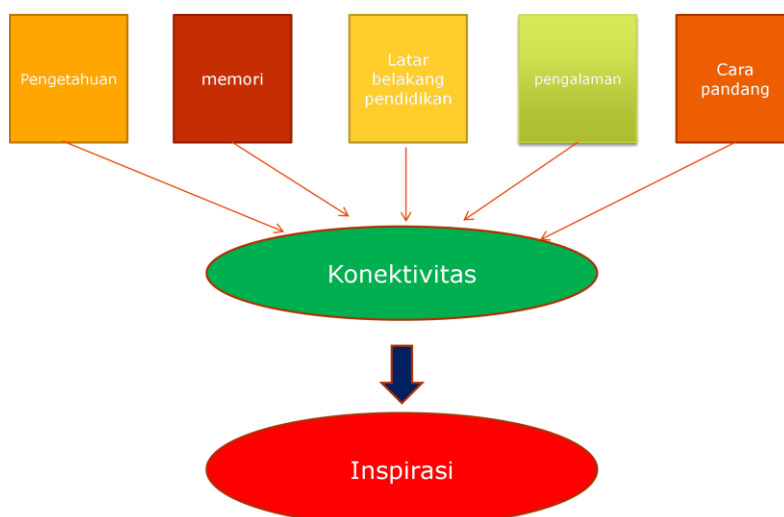 Pengetahuan
memori
Latar
belakang
pendidikan
pengalaman
Cara
pandang
Konektivitas
Inspirasi